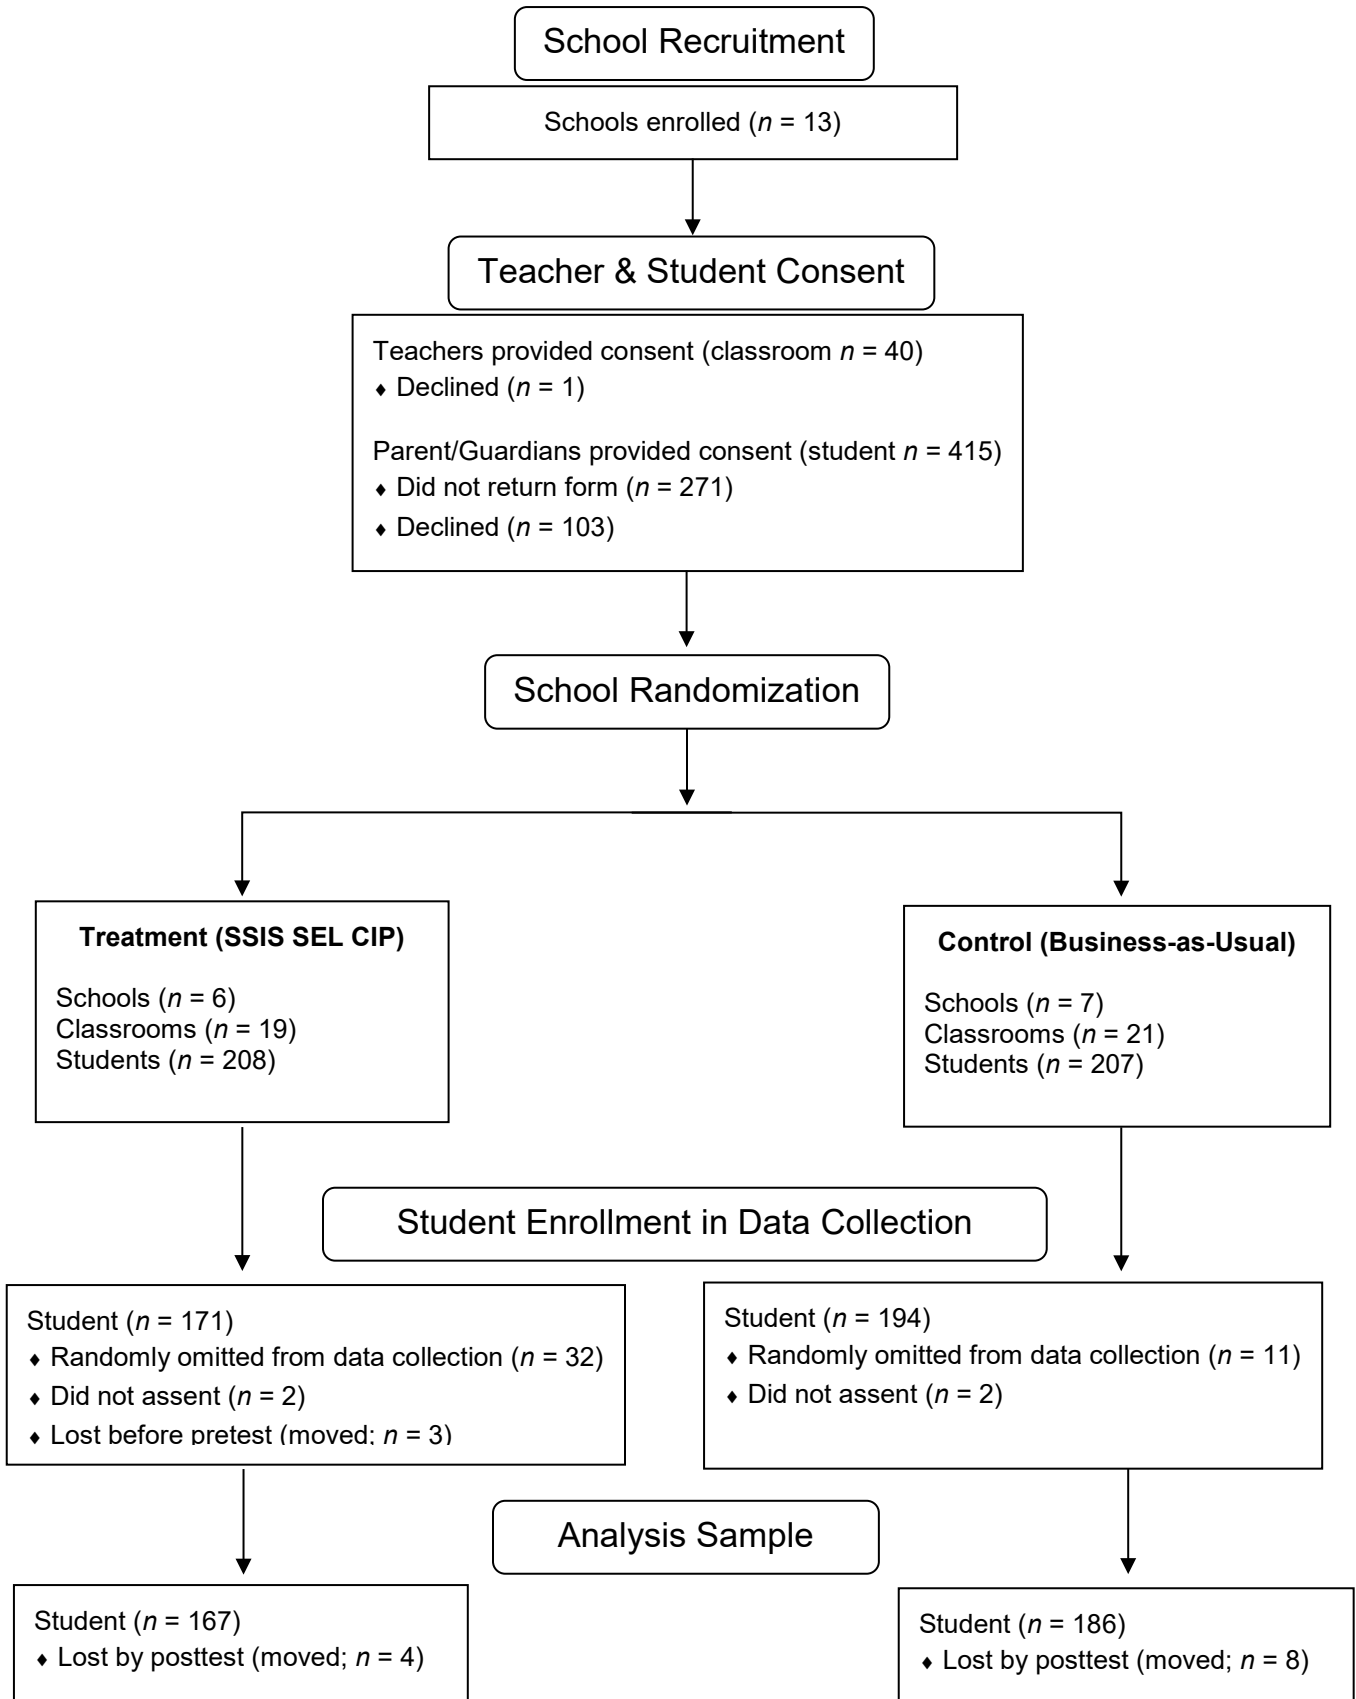 School Recruitment
Schools enrolled (n = 13)
Teacher & Student Consent
Teachers provided consent (classroom n = 40)
♦ Declined (n = 1)
Parent/Guardians provided consent (student n = 415)
♦ Did not return form (n = 271)
♦ Declined (n = 103)
School Randomization
Treatment (SSIS SEL CIP)
Schools (n = 6)
Classrooms (n = 19)
Students (n = 208)
Control (Business-as-Usual)
Schools (n = 7)
Classrooms (n = 21)
Students (n = 207)
Student Enrollment in Data Collection
Student (n = 171)
♦ Randomly omitted from data collection (n = 32)
♦ Did not assent (n = 2)
♦ Lost before pretest (moved; n = 3)
Student (n = 194)
♦ Randomly omitted from data collection (n = 11)
♦ Did not assent (n = 2)
Analysis Sample
Student (n = 167)
♦ Lost by posttest (moved; n = 4)
Student (n = 186)
♦ Lost by posttest (moved; n = 8)